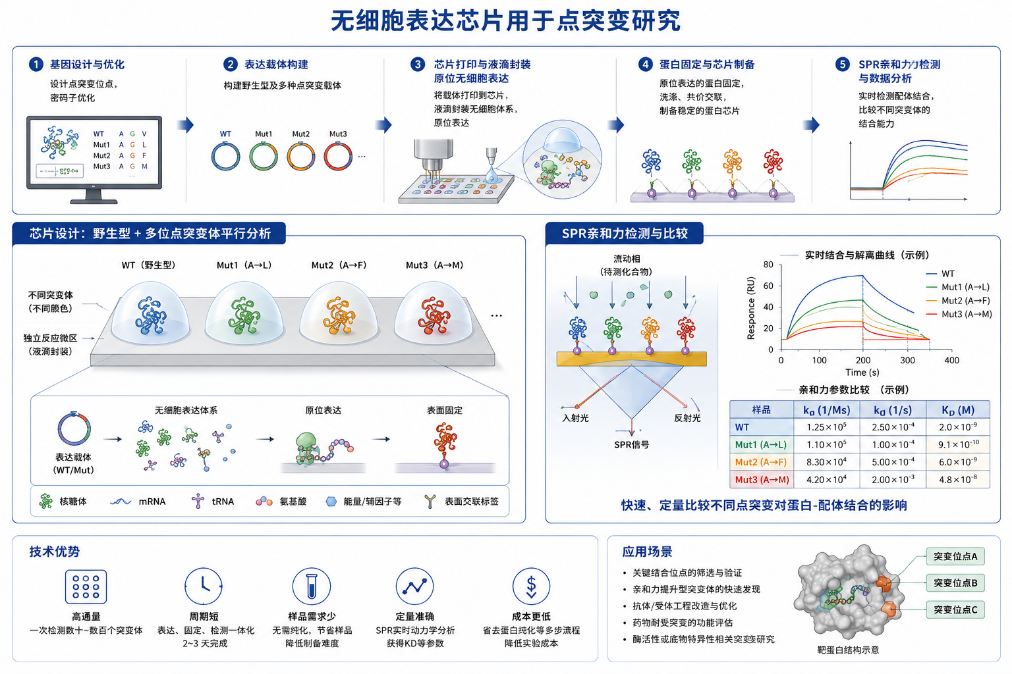 无细胞表达芯片用于点突变研究
1 基因设计与优化
设计点突变位点,
密码子优化
WT A G V
Mut1 A G L
Mut2 A G F
Mut3 A G M
2 表达载体构建
构建野生型及多种点突变载体
WT Mut1 Mut2 Mut3
...
3 芯片打印与液滴封装
原位无细胞表达
将载体打印到芯片,
液滴封装无细胞体系,
原位表达
4 蛋白固定与芯片制备
原位表达的蛋白固定,
洗涤、共价交联,
制备稳定的蛋白芯片
5 SPR亲和力检测
与数据分析
实时检测配体结合,
比较不同突变体的
结合能力
芯片设计:野生型 + 多位点突变体平行分析
WT(野生型) Mut1(A→L) Mut2(A→F) Mut3(A→M)
不同突变体
(不同颜色)
独立反应微区
(液滴封装)
...
表达载体
(WT/Mut)
无细胞表达体系
原位表达
表面固定
核糖体 mRNA tRNA 氨基酸 能量/辅因子等 表面交联标签
SPR亲和力检测与比较
流动相
(待测化合物)
入射光
反射光
SPR信号
实时结合与解离曲线(示例)
Responce (RU)
80
60
40
20
0
0 100 200 300 400
Time (s)
WT
Mut1 (A→L)
Mut2 (A→F)
Mut3 (A→M)
亲和力参数比较 (示例)
样品 kₐ (1/Ms) k_d (1/s) K_D (M)
WT 1.25×10⁵ 2.50×10⁻⁴ 2.0×10⁻⁹
Mut1 (A→L) 1.10×10⁵ 1.00×10⁻⁴ 9.1×10⁻¹⁰
Mut2 (A→F) 8.30×10⁴ 5.00×10⁻⁴ 6.0×10⁻⁹
Mut3 (A→M) 4.20×10⁴ 2.00×10⁻³ 4.8×10⁻⁸
快速、定量比较不同点突变对蛋白-配体结合的影响
技术优势
高通量
一次检测数十~数百个突变体
周期短
表达、固定、检测一体化
2~3 天完成
样品需求少
无需纯化,节省样品
降低制备难度
定量准确
SPR实时动力学分析
获得KD等参数
成本更低
省去蛋白纯化等多步流程
降低实验成本
应用场景
• 关键结合位点的筛选与验证
• 亲和力提升型突变体的快速发现
• 抗体/受体工程改造与优化
• 药物耐受突变的功能评估
• 酶活性或底物特异性相关突变研究
突变位点A
突变位点B
突变位点C
靶蛋白结构示意